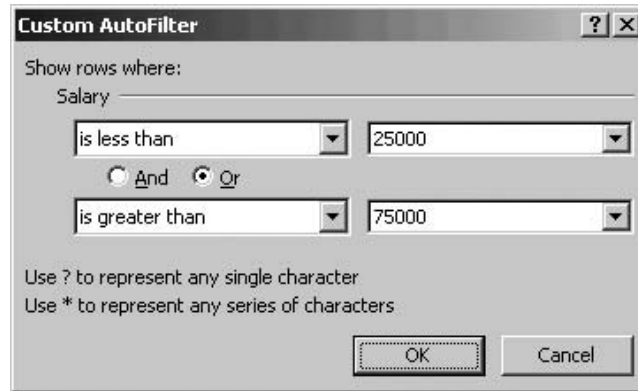 Custom AutoFilter ? ×
Show rows where:
Salary
is less than 25000
And Or
is greater than 75000
Use ? to represent any single character
Use * to represent any series of characters
OK Cancel